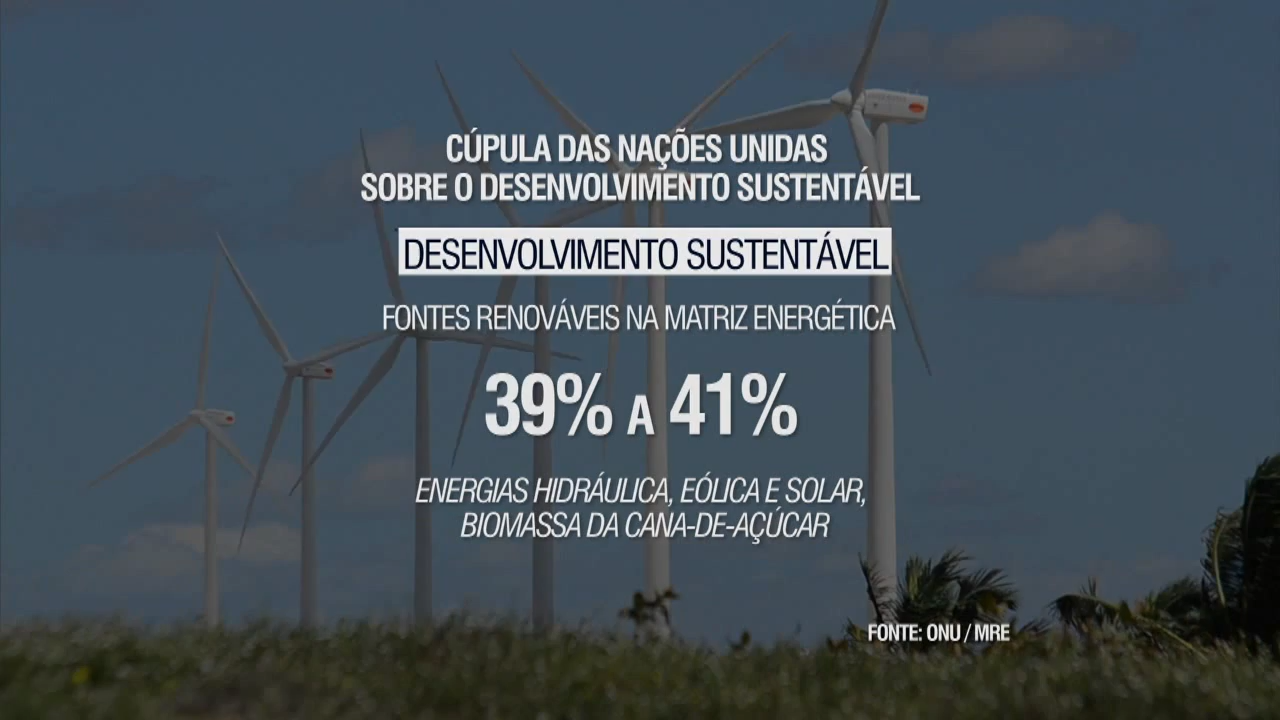 CÚPULA DAS NAÇÕES UNIDAS
SOBRE O DESENVOLVIMENTO SUSTENTÁVEL
DESENVOLVIMENTO SUSTENTÁVEL
FONTES RENOVÁVEIS NA MATRIZ ENERGÉTICA
39% A 41%
ENERGIAS HIDRÁULICA, EÓLICA E SOLAR,
BIOMASSA DA CANA-DE-AÇÚCAR
FONTE: ONU / MRE